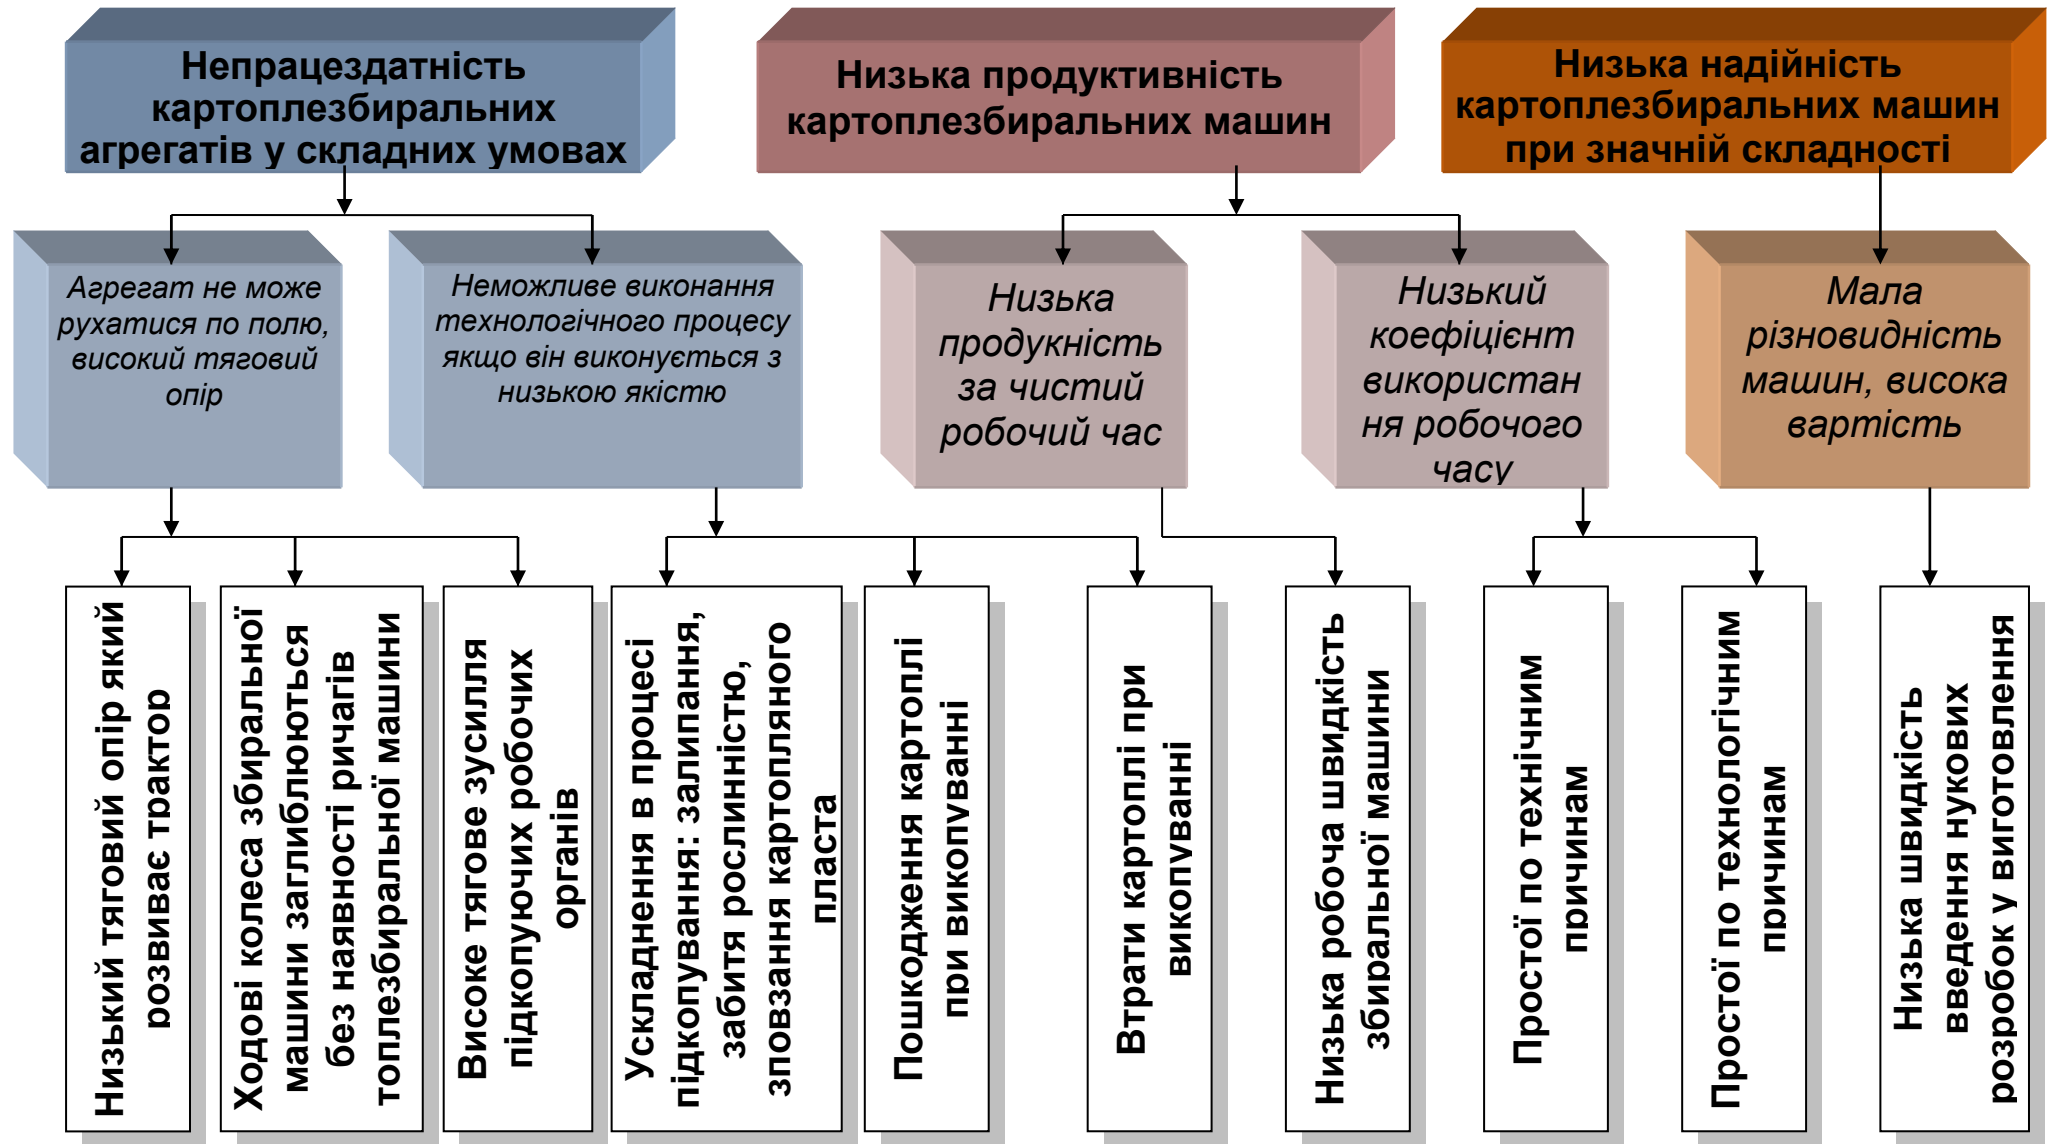 Непрацездатність
картоплезбиральних
агрегатів у складних умовах
Низька продуктивність
картоплезбиральних машин
Низька надійність
картоплезбиральних машин
при значній складності
Агрегат не може
рухатися по полю,
високий тяговий
опір
Неможливе виконання
технологічного процесу
якщо він виконується з
низькою якістю
Низька
продукність
за чистий
робочий час
Низький
коефіцієнт
використан
ня робочого
часу
Мала
різновидність
машин, висока
вартість
Низький тяговий опір який
розвиває трактор
Ходові колеса збиральної
машини заглиблюються
без наявності ричагів
топлезбиральної машини
Високе тягове зусилля
підкопуючих робочих
органів
Ускладнення в процесі
підкопування: залипання,
забитя рослинністю,
зповзання картопляного
пласта
Пошкодження картоплі
при викопуванні
Втрати картоплі при
викопуванні
Низька робоча швидкість
збиральної машини
Простої по технічним
причинам
Простої по технологічним
причинам
Низька швидкість
введення нукових
розробок у виготовлення